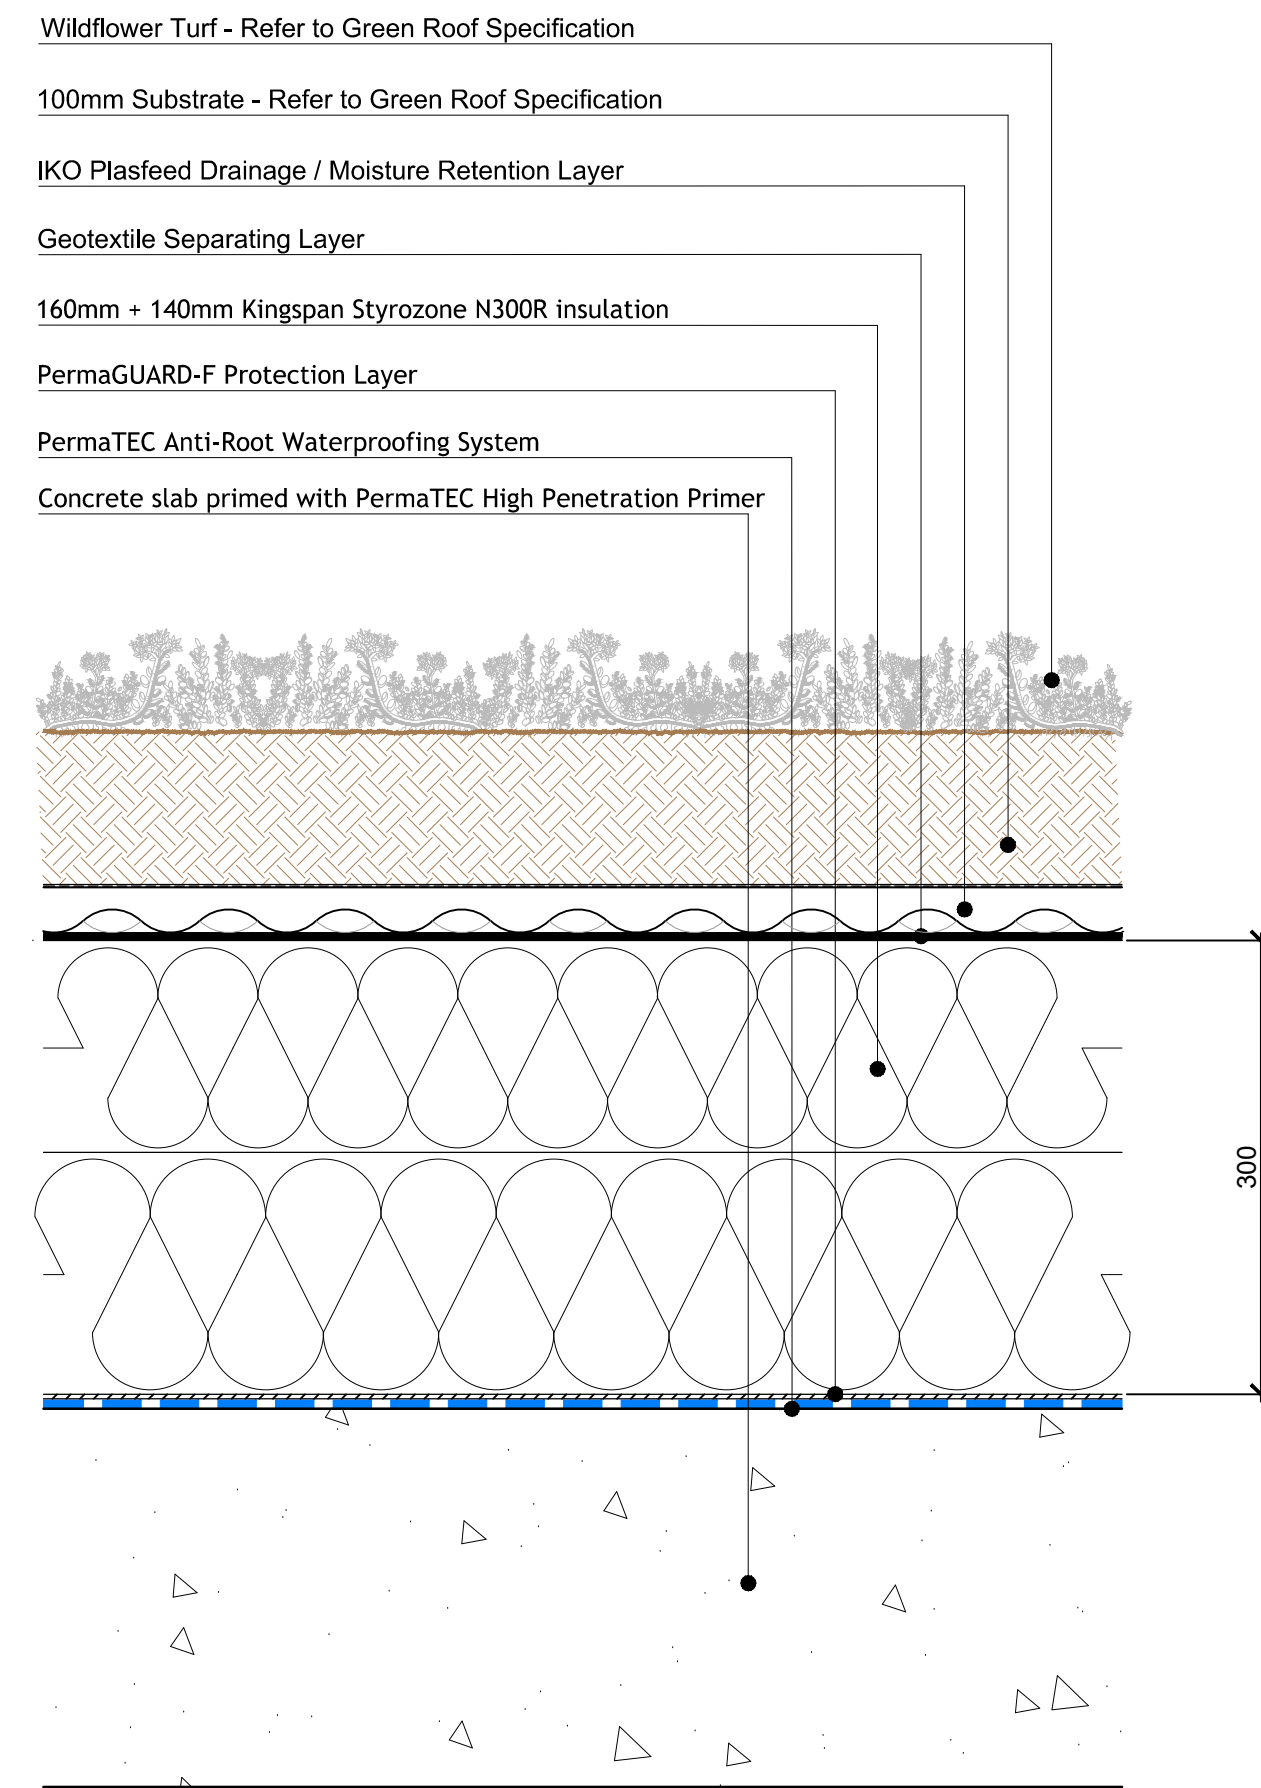 Wildflower Turf - Refer to Green Roof Specification
100mm Substrate - Refer to Green Roof Specification
IKO Plasfeed Drainage / Moisture Retention Layer
Geotextile Separating Layer
160mm + 140mm Kingspan Styrozone N300R insulation
PermaGUARD-F Protection Layer
PermaTEC Anti-Root Waterproofing System
Concrete slab primed with PermaTEC High Penetration Primer
300